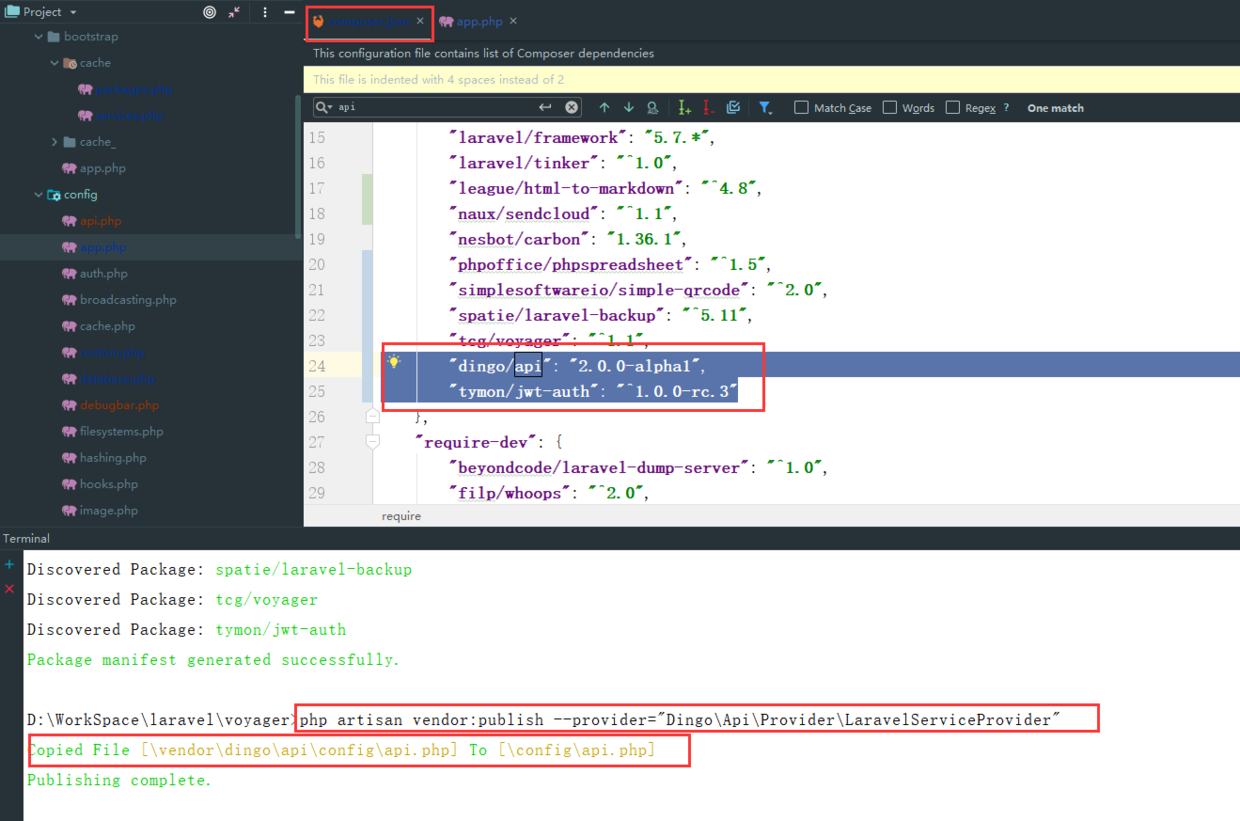 Project
bootstrap
cache
packages.php
services.php
cache_
app.php
config
api.php
app.php
auth.php
broadcasting.php
cache.php
database.php
debugbar.php
filesystems.php
hashing.php
hooks.php
image.php
composer.json
app.php
This configuration file contains list of Composer dependencies
This file is indented with 4 spaces instead of 2
api
Match Case
Words
Regex ?
One match
15 "laravel/framework": "5.7.*",
16 "laravel/tinker": "^1.0",
17 "league/html-to-markdown": "^4.8",
18 "naux/sendcloud": "^1.1",
19 "nesbot/carbon": "1.36.1",
20 "phpoffice/phpspreadsheet": "^1.5",
21 "simplesoftwareio/simple-qrcode": "^2.0",
22 "spatie/laravel-backup": "^5.11",
23 "tcg/voyager": "^1.1",
24 "dingo/api": "2.0.0-alpha1",
25 "tymon/jwt-auth": "^1.0.0-rc.3"
26 },
27 "require-dev": {
28 "beyondcode/laravel-dump-server": "^1.0",
29 "filp/whoops": "^2.0",
require
Terminal
Discovered Package: spatie/laravel-backup
Discovered Package: tcg/voyager
Discovered Package: tymon/jwt-auth
Package manifest generated successfully.
D:\WorkSpace\laravel\voyager>php artisan vendor:publish --provider="Dingo\Api\Provider\LaravelServiceProvider"
Copied File [\vendor\dingo\api\config\api.php] To [\config\api.php]
Publishing complete.